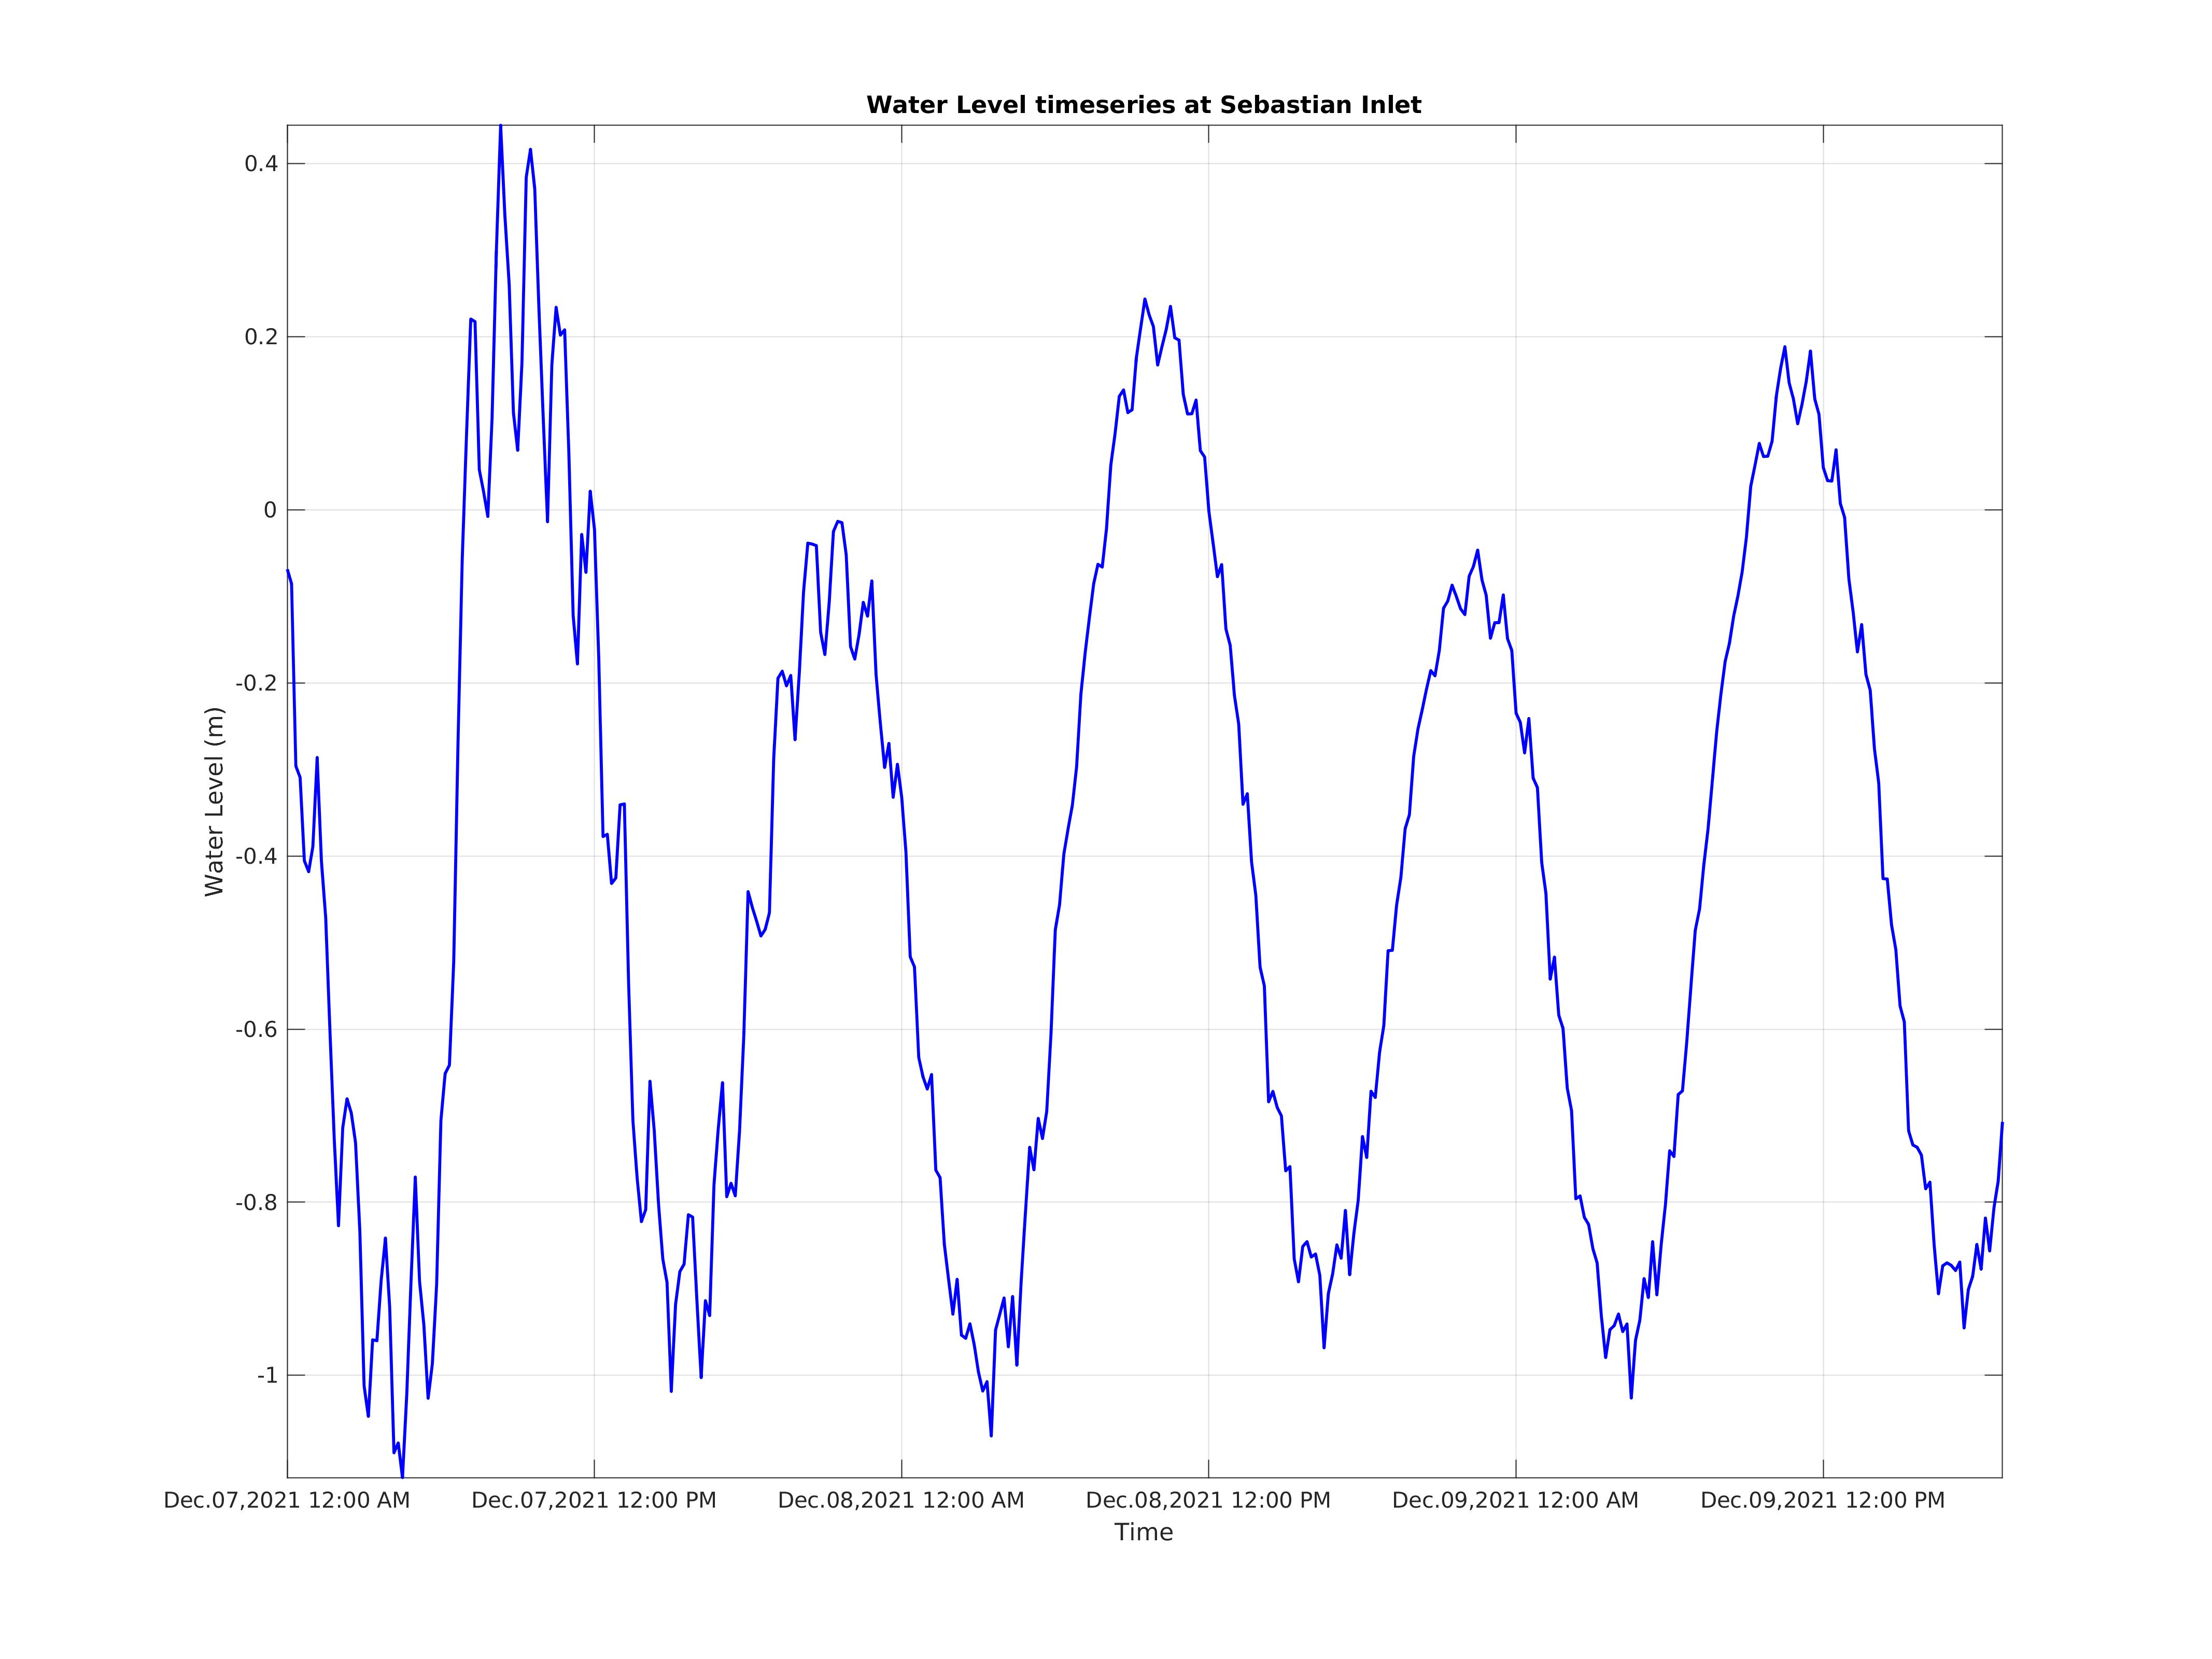 Water Level timeseries at Sebastian Inlet
0.4
0.2
0
-0.2
-0.4
-0.6
-0.8
-1
Water Level (m)
Dec.07,2021 12:00 AM Dec.07,2021 12:00 PM Dec.08,2021 12:00 AM Dec.08,2021 12:00 PM Dec.09,2021 12:00 AM Dec.09,2021 12:00 PM
Time